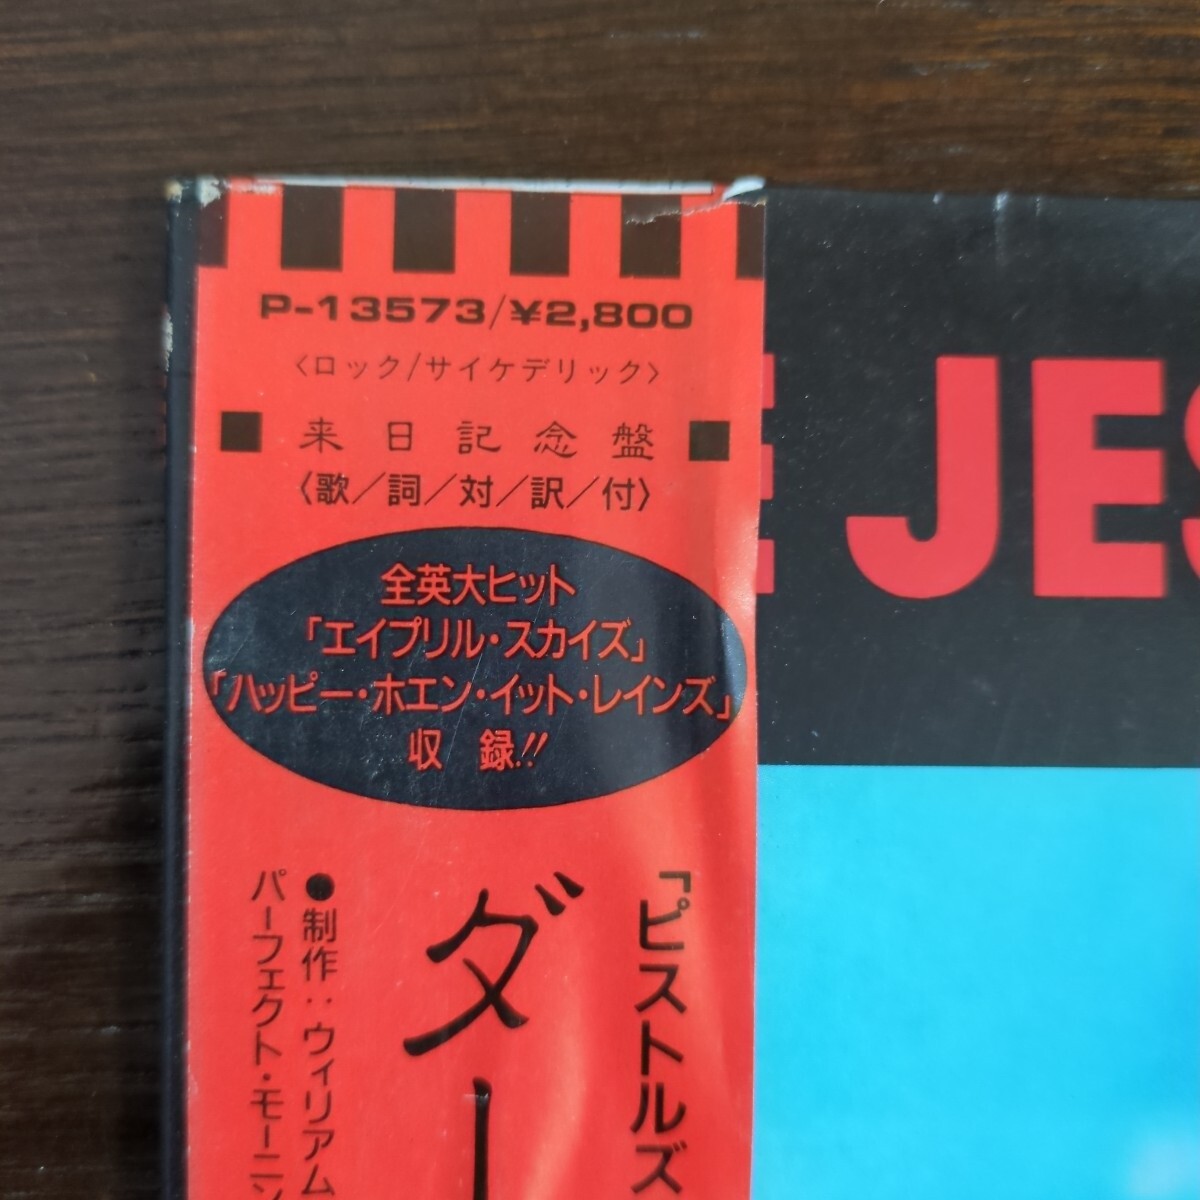 P-13573/¥2,800
〈ロック/サイケデリック〉
■ 来日記念盤 ■
〈歌/詞/対/訳/付〉
全英大ヒット
「エイプリル・スカイズ」
「ハッピー・ホエン・イット・レインズ」
収録!!
「ピストルズ
ダー
●制作::ウィリアム
パーフェクト・モーニン
E JES